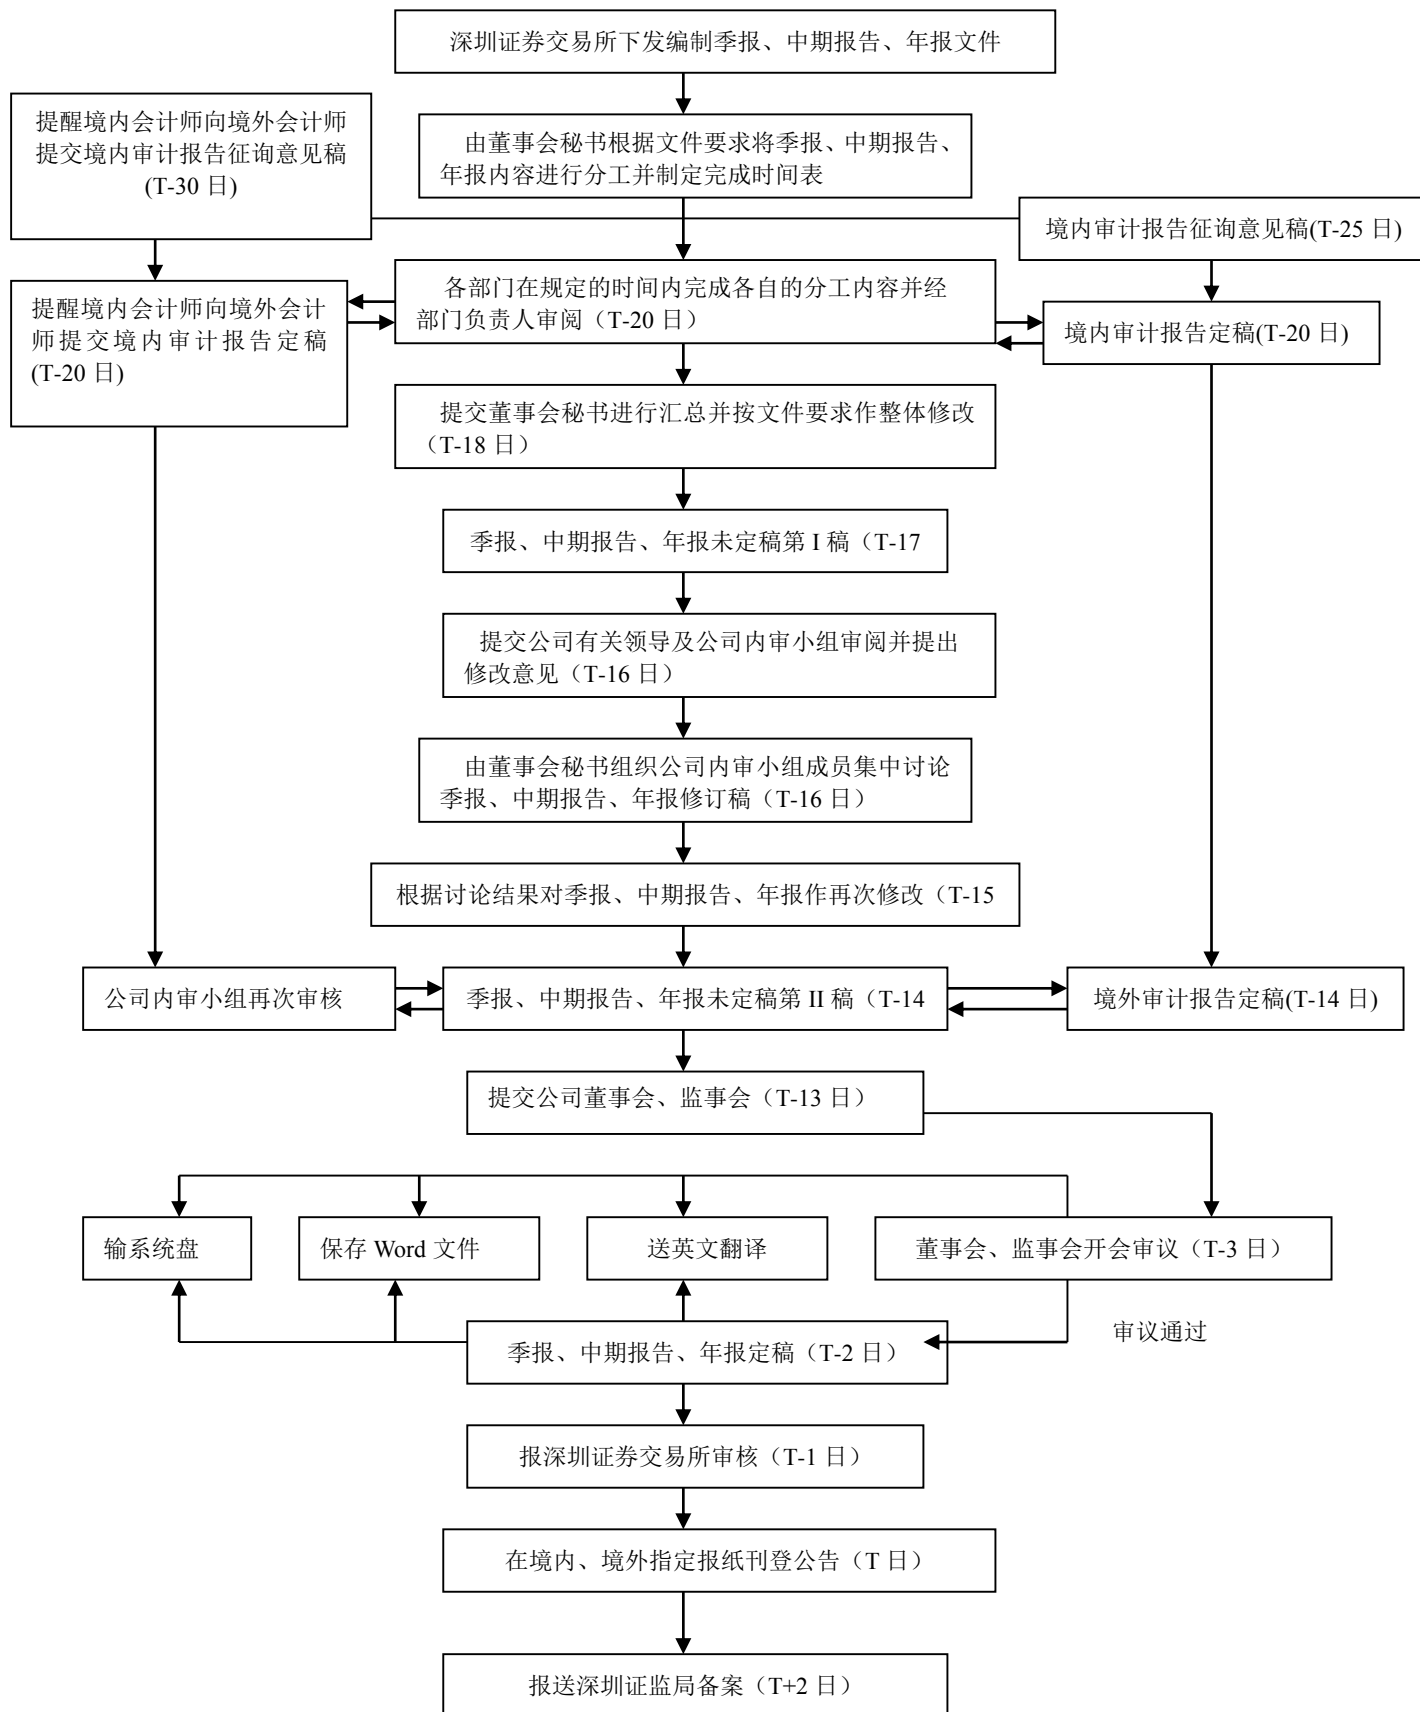 深圳证券交易所下发编制季报、中期报告、年报文件
提醒境内会计师向境外会计师
提交境内审计报告征询意见稿
(T-30 日)
由董事会秘书根据文件要求将季报、中期报告、
年报内容进行分工并制定完成时间表
境内审计报告征询意见稿(T-25 日)
各部门在规定的时间内完成各自的分工内容并经
部门负责人审阅（T-20 日）
提醒境内会计师向境外会计
师提交境内审计报告定稿
(T-20 日)
境内审计报告定稿(T-20 日)
提交董事会秘书进行汇总并按文件要求作整体修改
（T-18 日）
季报、中期报告、年报未定稿第 I 稿（T-17
提交公司有关领导及公司内审小组审阅并提出
修改意见（T-16 日）
由董事会秘书组织公司内审小组成员集中讨论
季报、中期报告、年报修订稿（T-16 日）
根据讨论结果对季报、中期报告、年报作再次修改（T-15
公司内审小组再次审核
季报、中期报告、年报未定稿第 II 稿（T-14
境外审计报告定稿(T-14 日)
提交公司董事会、监事会（T-13 日）
输系统盘
保存 Word 文件
送英文翻译
董事会、监事会开会审议（T-3 日）
审议通过
季报、中期报告、年报定稿（T-2 日）
报深圳证券交易所审核（T-1 日）
在境内、境外指定报纸刊登公告（T 日）
报送深圳证监局备案（T+2 日）